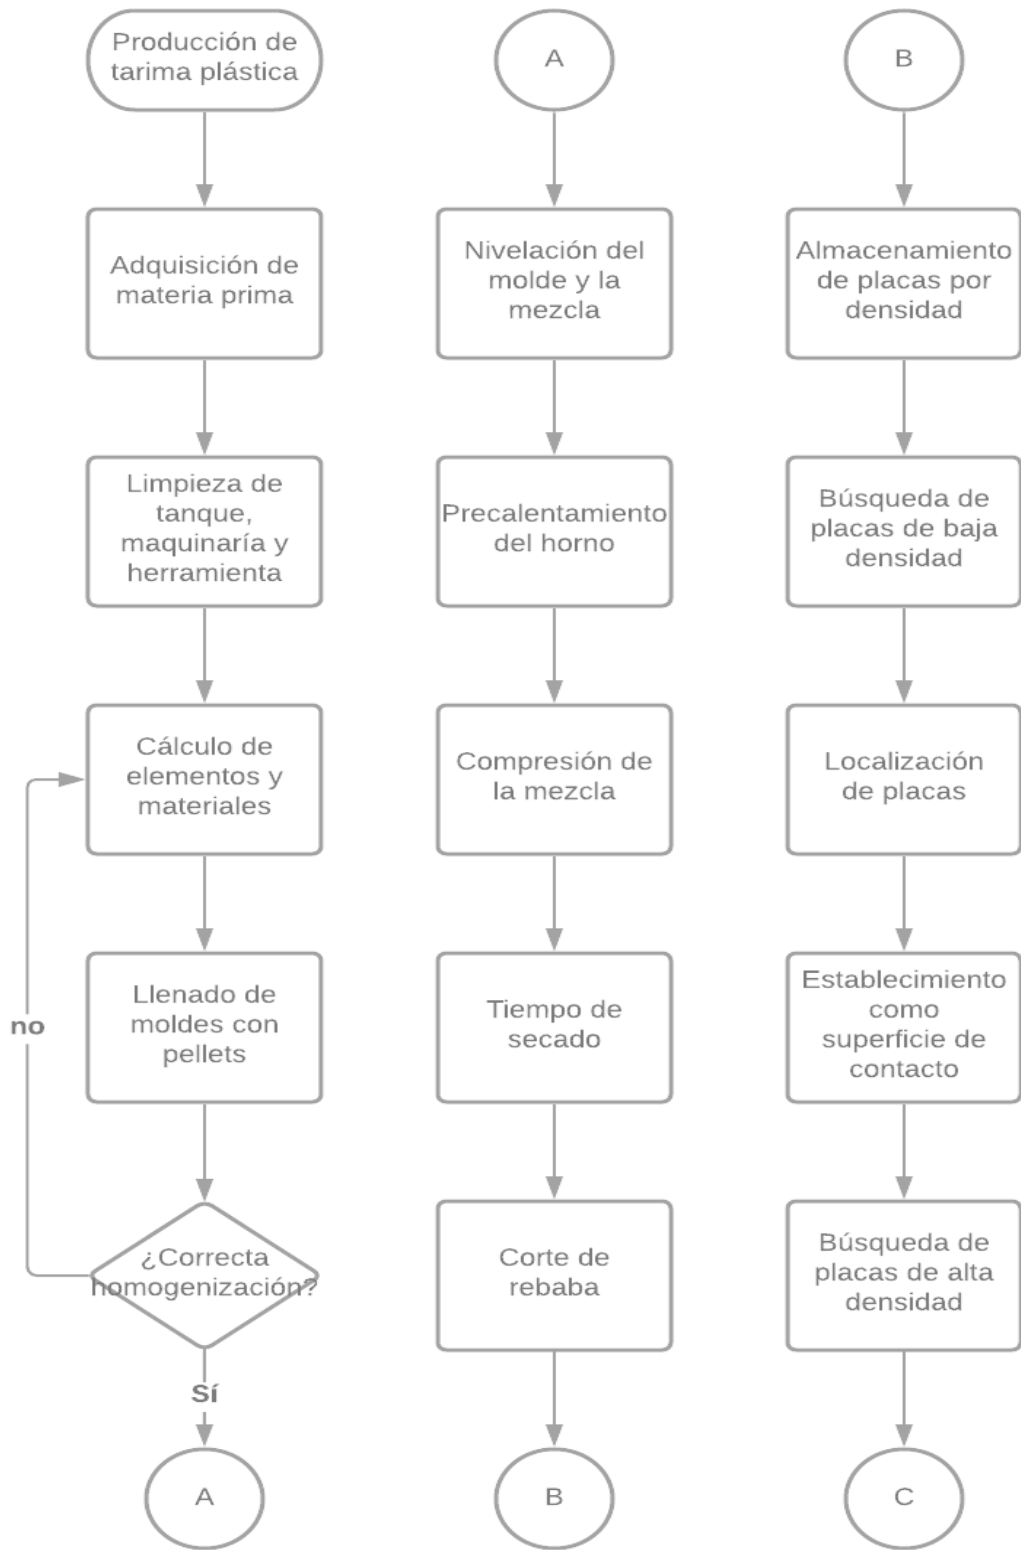 Producción de
tarima plástica
Adquisición de
materia prima
Limpieza de
tanque,
maquinaría y
herramienta
Cálculo de
elementos y
materiales
Llenado de
moldes con
pellets
no
¿Correcta
homogenización?
Sí
A
A
Nivelación del
molde y la
mezcla
Precalentamiento
del horno
Compresión de
la mezcla
Tiempo de
secado
Corte de
rebaba
B
B
Almacenamiento
de placas por
densidad
Búsqueda de
placas de baja
densidad
Localización
de placas
Establecimiento
como
superficie de
contacto
Búsqueda de
placas de alta
densidad
C